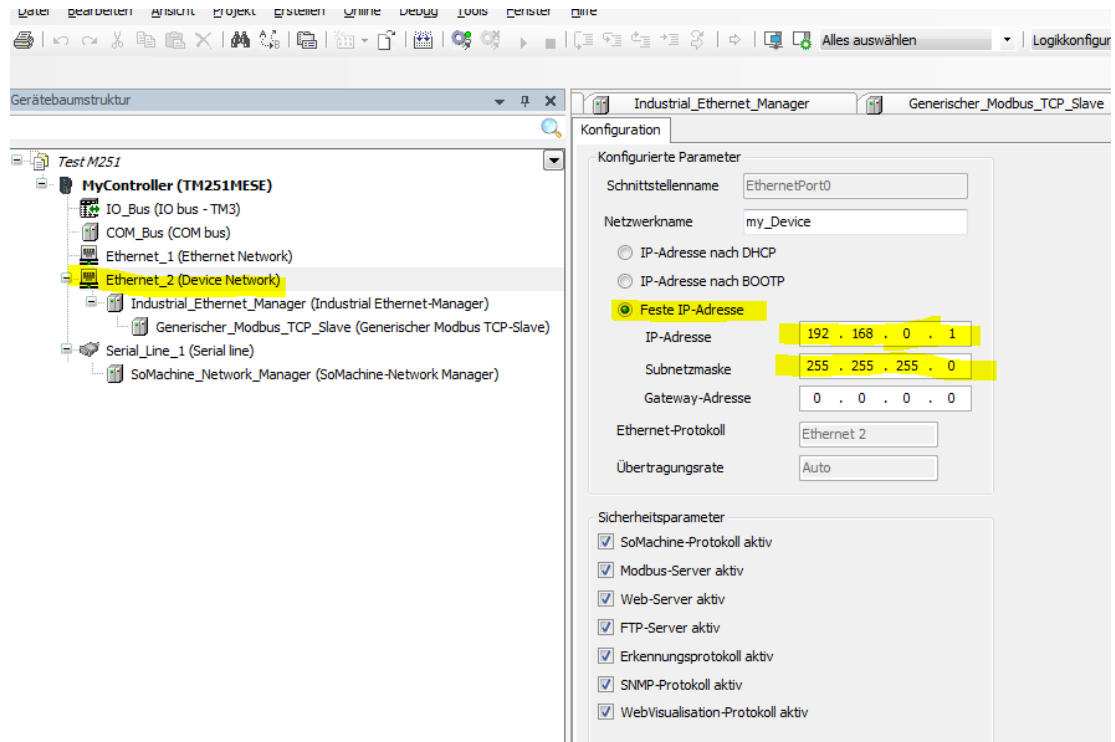 Datei Bearbeiten Ansicht Projekt Erstellen Online Debug Tools Fenster Hilfe
Alles auswählen
Logikkonfigur
Gerätebaumstruktur
Test M251
MyController (TM251MESE)
IO_Bus (IO bus - TM3)
COM_Bus (COM bus)
Ethernet_1 (Ethernet Network)
Ethernet_2 (Device Network)
Industrial_Ethernet_Manager (Industrial Ethernet-Manager)
Generischer_Modbus_TCP_Slave (Generischer Modbus TCP-Slave)
Serial_Line_1 (Serial line)
SoMachine_Network_Manager (SoMachine-Network Manager)
Industrial_Ethernet_Manager
Generischer_Modbus_TCP_Slave
Konfiguration
Konfigurierte Parameter
Schnittstellenname EthernetPort0
Netzwerkname my_Device
IP-Adresse nach DHCP
IP-Adresse nach BOOTP
Feste IP-Adresse
IP-Adresse 192 . 168 . 0 . 1
Subnetzmaske 255 . 255 . 255 . 0
Gateway-Adresse 0 . 0 . 0 . 0
Ethernet-Protokoll Ethernet 2
Übertragungsrate Auto
Sicherheitsparameter
SoMachine-Protokoll aktiv
Modbus-Server aktiv
Web-Server aktiv
FTP-Server aktiv
Erkennungsprotokoll aktiv
SNMP-Protokoll aktiv
WebVisualisation-Protokoll aktiv